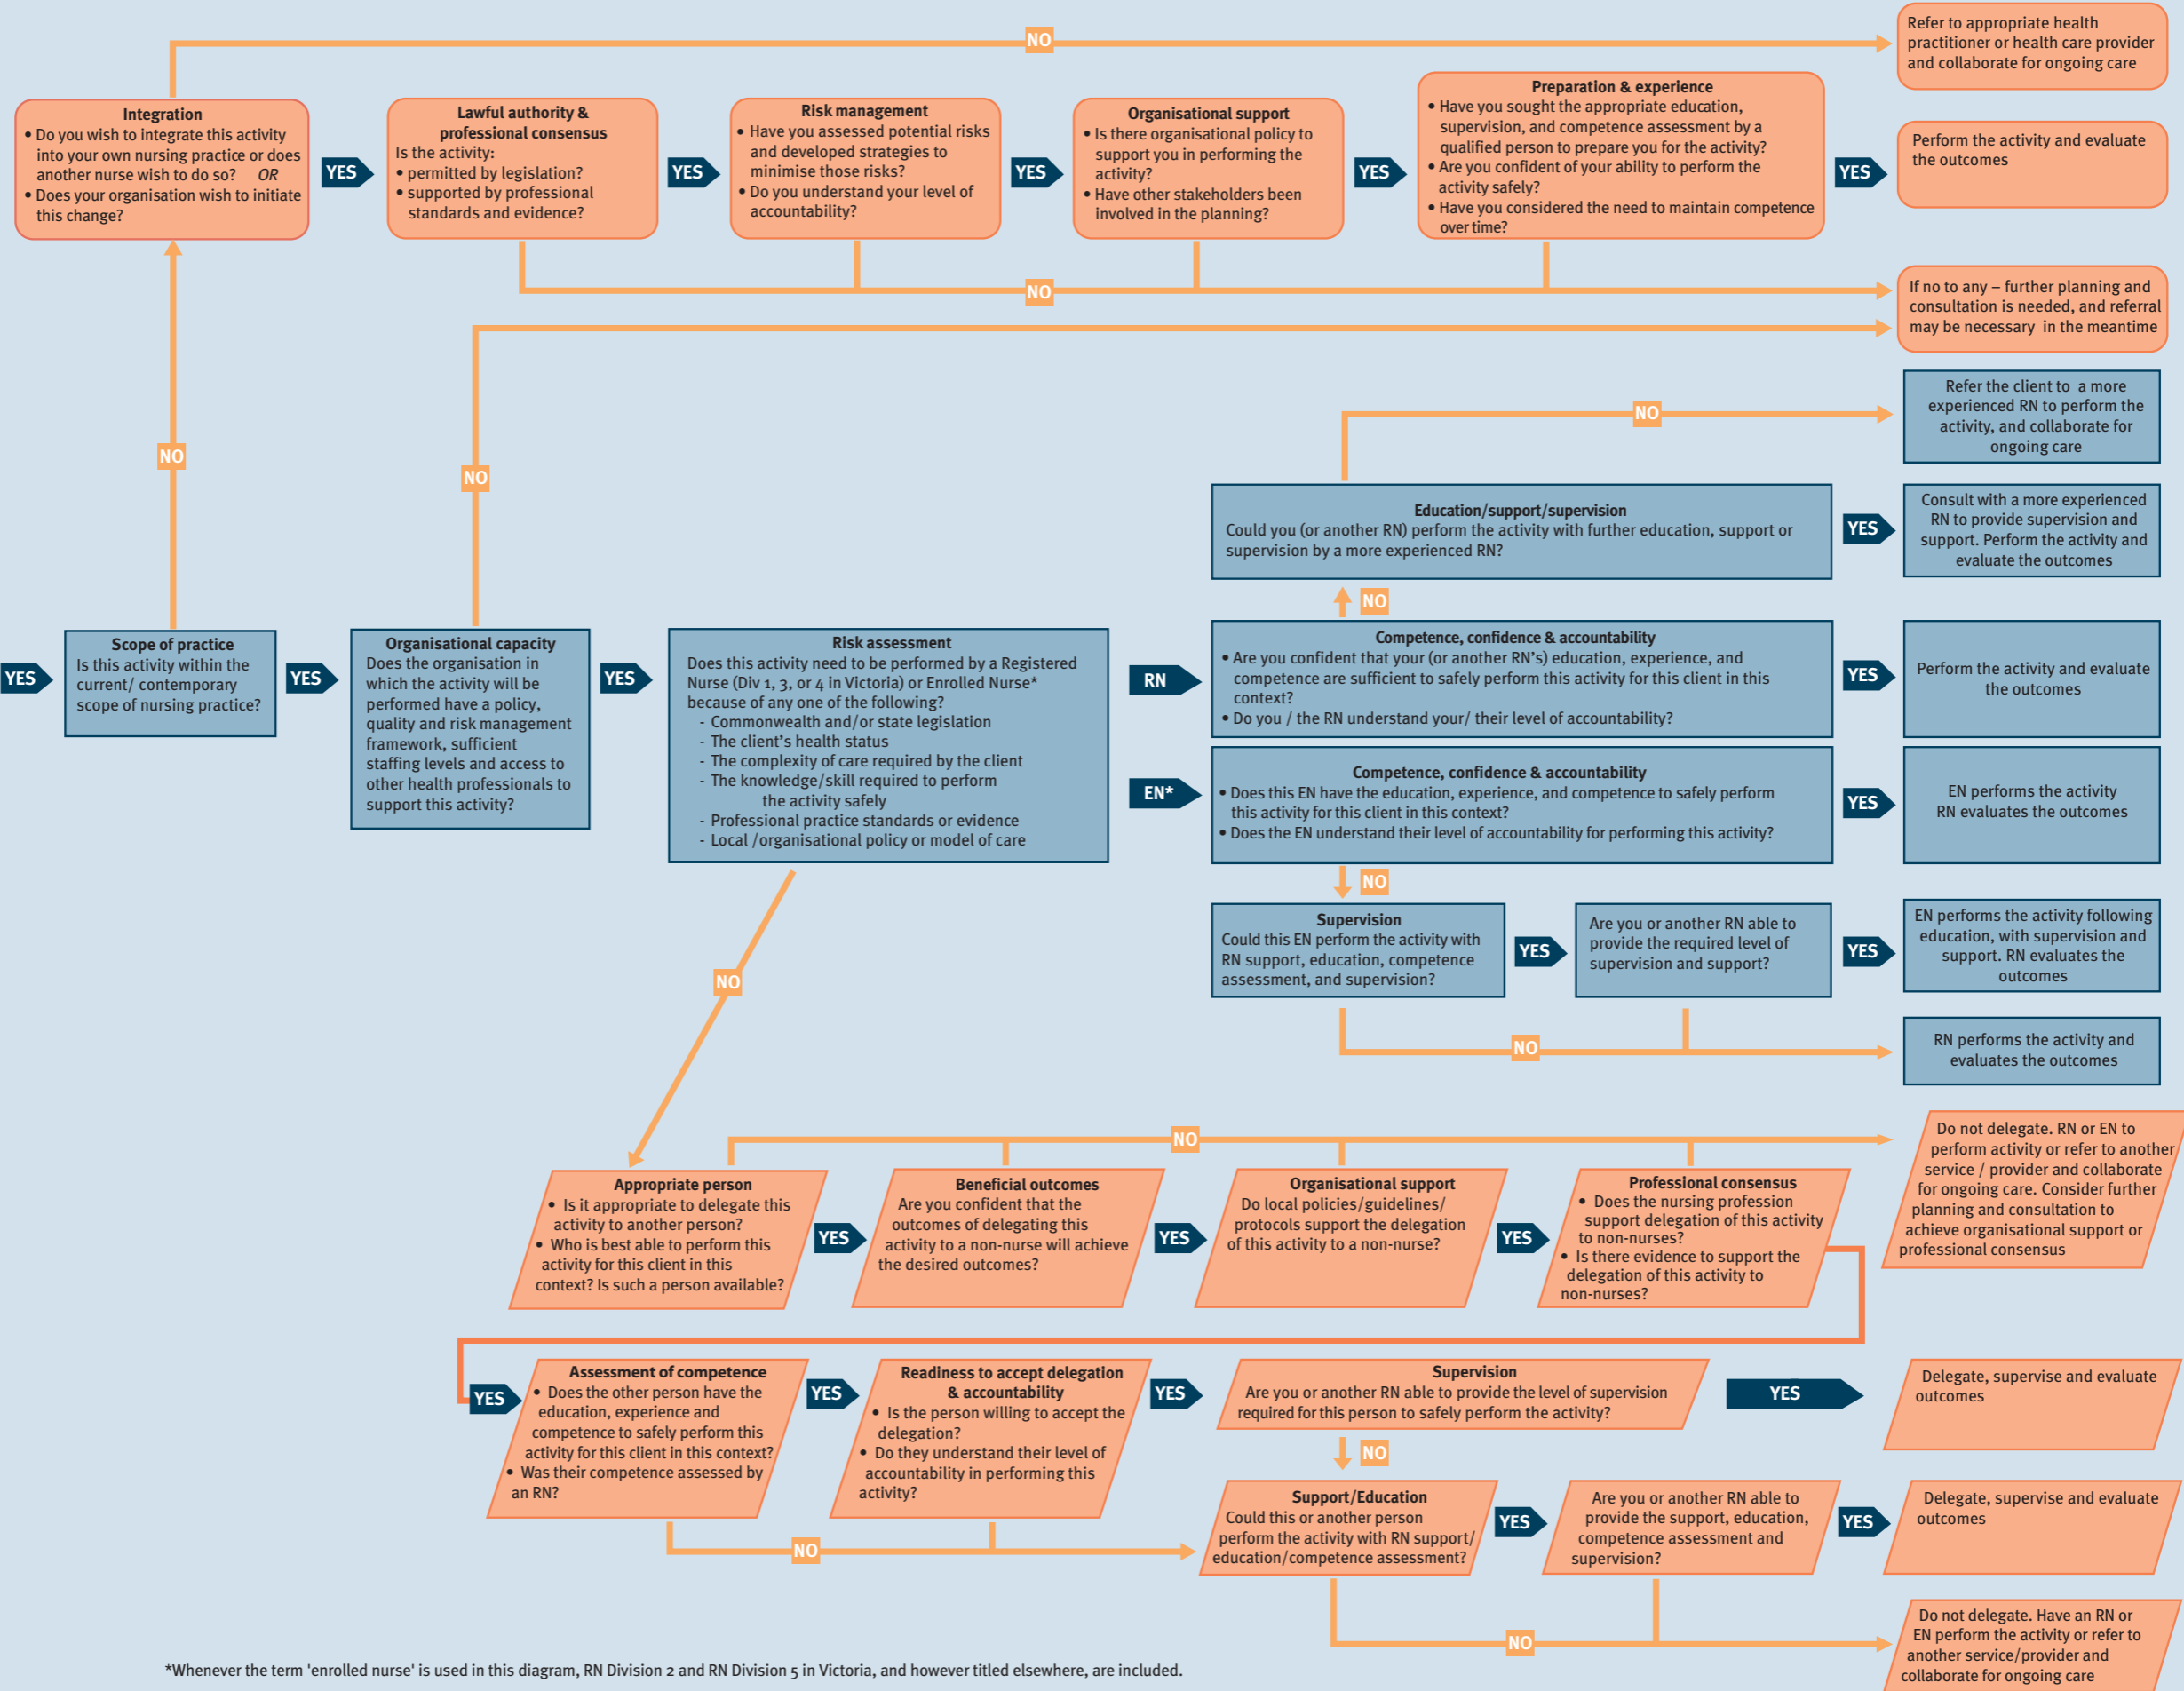 NO
Refer to appropriate health
practitioner or health care provider
and collaborate for ongoing care
Integration
• Do you wish to integrate this activity
into your own nursing practice or does
another nurse wish to do so? OR
• Does your organisation wish to initiate
this change?
YES
Lawful authority &
professional consensus
Is the activity:
• permitted by legislation?
• supported by professional
standards and evidence?
YES
Risk management
• Have you assessed potential risks
and developed strategies to
minimise those risks?
• Do you understand your level of
accountability?
YES
Organisational support
• Is there organisational policy to
support you in performing the
activity?
• Have other stakeholders been
involved in the planning?
YES
Preparation & experience
• Have you sought the appropriate education,
supervision, and competence assessment by a
qualified person to prepare you for the activity?
• Are you confident of your ability to perform the
activity safely?
• Have you considered the need to maintain competence
over time?
YES
Perform the activity and evaluate
the outcomes
NO
If no to any – further planning and
consultation is needed, and referral
may be necessary in the meantime
NO
NO
NO
Refer the client to a more
experienced RN to perform the
activity, and collaborate for
ongoing care
Education/support/supervision
Could you (or another RN) perform the activity with further education, support or
supervision by a more experienced RN?
YES
Consult with a more experienced
RN to provide supervision and
support. Perform the activity and
evaluate the outcomes
NO
YES
Scope of practice
Is this activity within the
current/ contemporary
scope of nursing practice?
YES
Organisational capacity
Does the organisation in
which the activity will be
performed have a policy,
quality and risk management
framework, sufficient
staffing levels and access to
other health professionals to
support this activity?
YES
Risk assessment
Does this activity need to be performed by a Registered
Nurse (Div 1, 3, or 4 in Victoria) or Enrolled Nurse*
because of any one of the following?
- Commonwealth and/or state legislation
- The client's health status
- The complexity of care required by the client
- The knowledge/skill required to perform
the activity safely
- Professional practice standards or evidence
- Local /organisational policy or model of care
RN
Competence, confidence & accountability
• Are you confident that your (or another RN's) education, experience, and
competence are sufficient to safely perform this activity for this client in this
context?
• Do you / the RN understand your/ their level of accountability?
YES
Perform the activity and evaluate
the outcomes
EN*
Competence, confidence & accountability
• Does this EN have the education, experience, and competence to safely perform
this activity for this client in this context?
• Does the EN understand their level of accountability for performing this activity?
YES
EN performs the activity
RN evaluates the outcomes
NO
Supervision
Could this EN perform the activity with
RN support, education, competence
assessment, and supervision?
YES
Are you or another RN able to
provide the required level of
supervision and support?
YES
EN performs the activity following
education, with supervision and
support. RN evaluates the
outcomes
NO
NO
RN performs the activity and
evaluates the outcomes
NO
Appropriate person
• Is it appropriate to delegate this
activity to another person?
• Who is best able to perform this
activity for this client in this
context? Is such a person available?
YES
Beneficial outcomes
Are you confident that the
outcomes of delegating this
activity to a non-nurse will achieve
the desired outcomes?
YES
Organisational support
Do local policies/guidelines/
protocols support the delegation
of this activity to a non-nurse?
YES
Professional consensus
• Does the nursing profession
support delegation of this activity
to non-nurses?
• Is there evidence to support the
delegation of this activity to
non-nurses?
Do not delegate. RN or EN to
perform activity or refer to another
service / provider and collaborate
for ongoing care. Consider further
planning and consultation to
achieve organisational support or
professional consensus
YES
Assessment of competence
• Does the other person have the
education, experience and
competence to safely perform this
activity for this client in this context?
• Was their competence assessed by
an RN?
YES
Readiness to accept delegation
& accountability
• Is the person willing to accept the
delegation?
• Do they understand their level of
accountability in performing this
activity?
YES
Supervision
Are you or another RN able to provide the level of supervision
required for this person to safely perform the activity?
YES
Delegate, supervise and evaluate
outcomes
NO
NO
Support/Education
Could this or another person
perform the activity with RN support/
education/competence assessment?
YES
Are you or another RN able to
provide the support, education,
competence assessment and
supervision?
YES
Delegate, supervise and evaluate
outcomes
NO
Do not delegate. Have an RN or
EN perform the activity or refer to
another service/provider and
collaborate for ongoing care
*Whenever the term 'enrolled nurse' is used in this diagram, RN Division 2 and RN Division 5 in Victoria, and however titled elsewhere, are included.